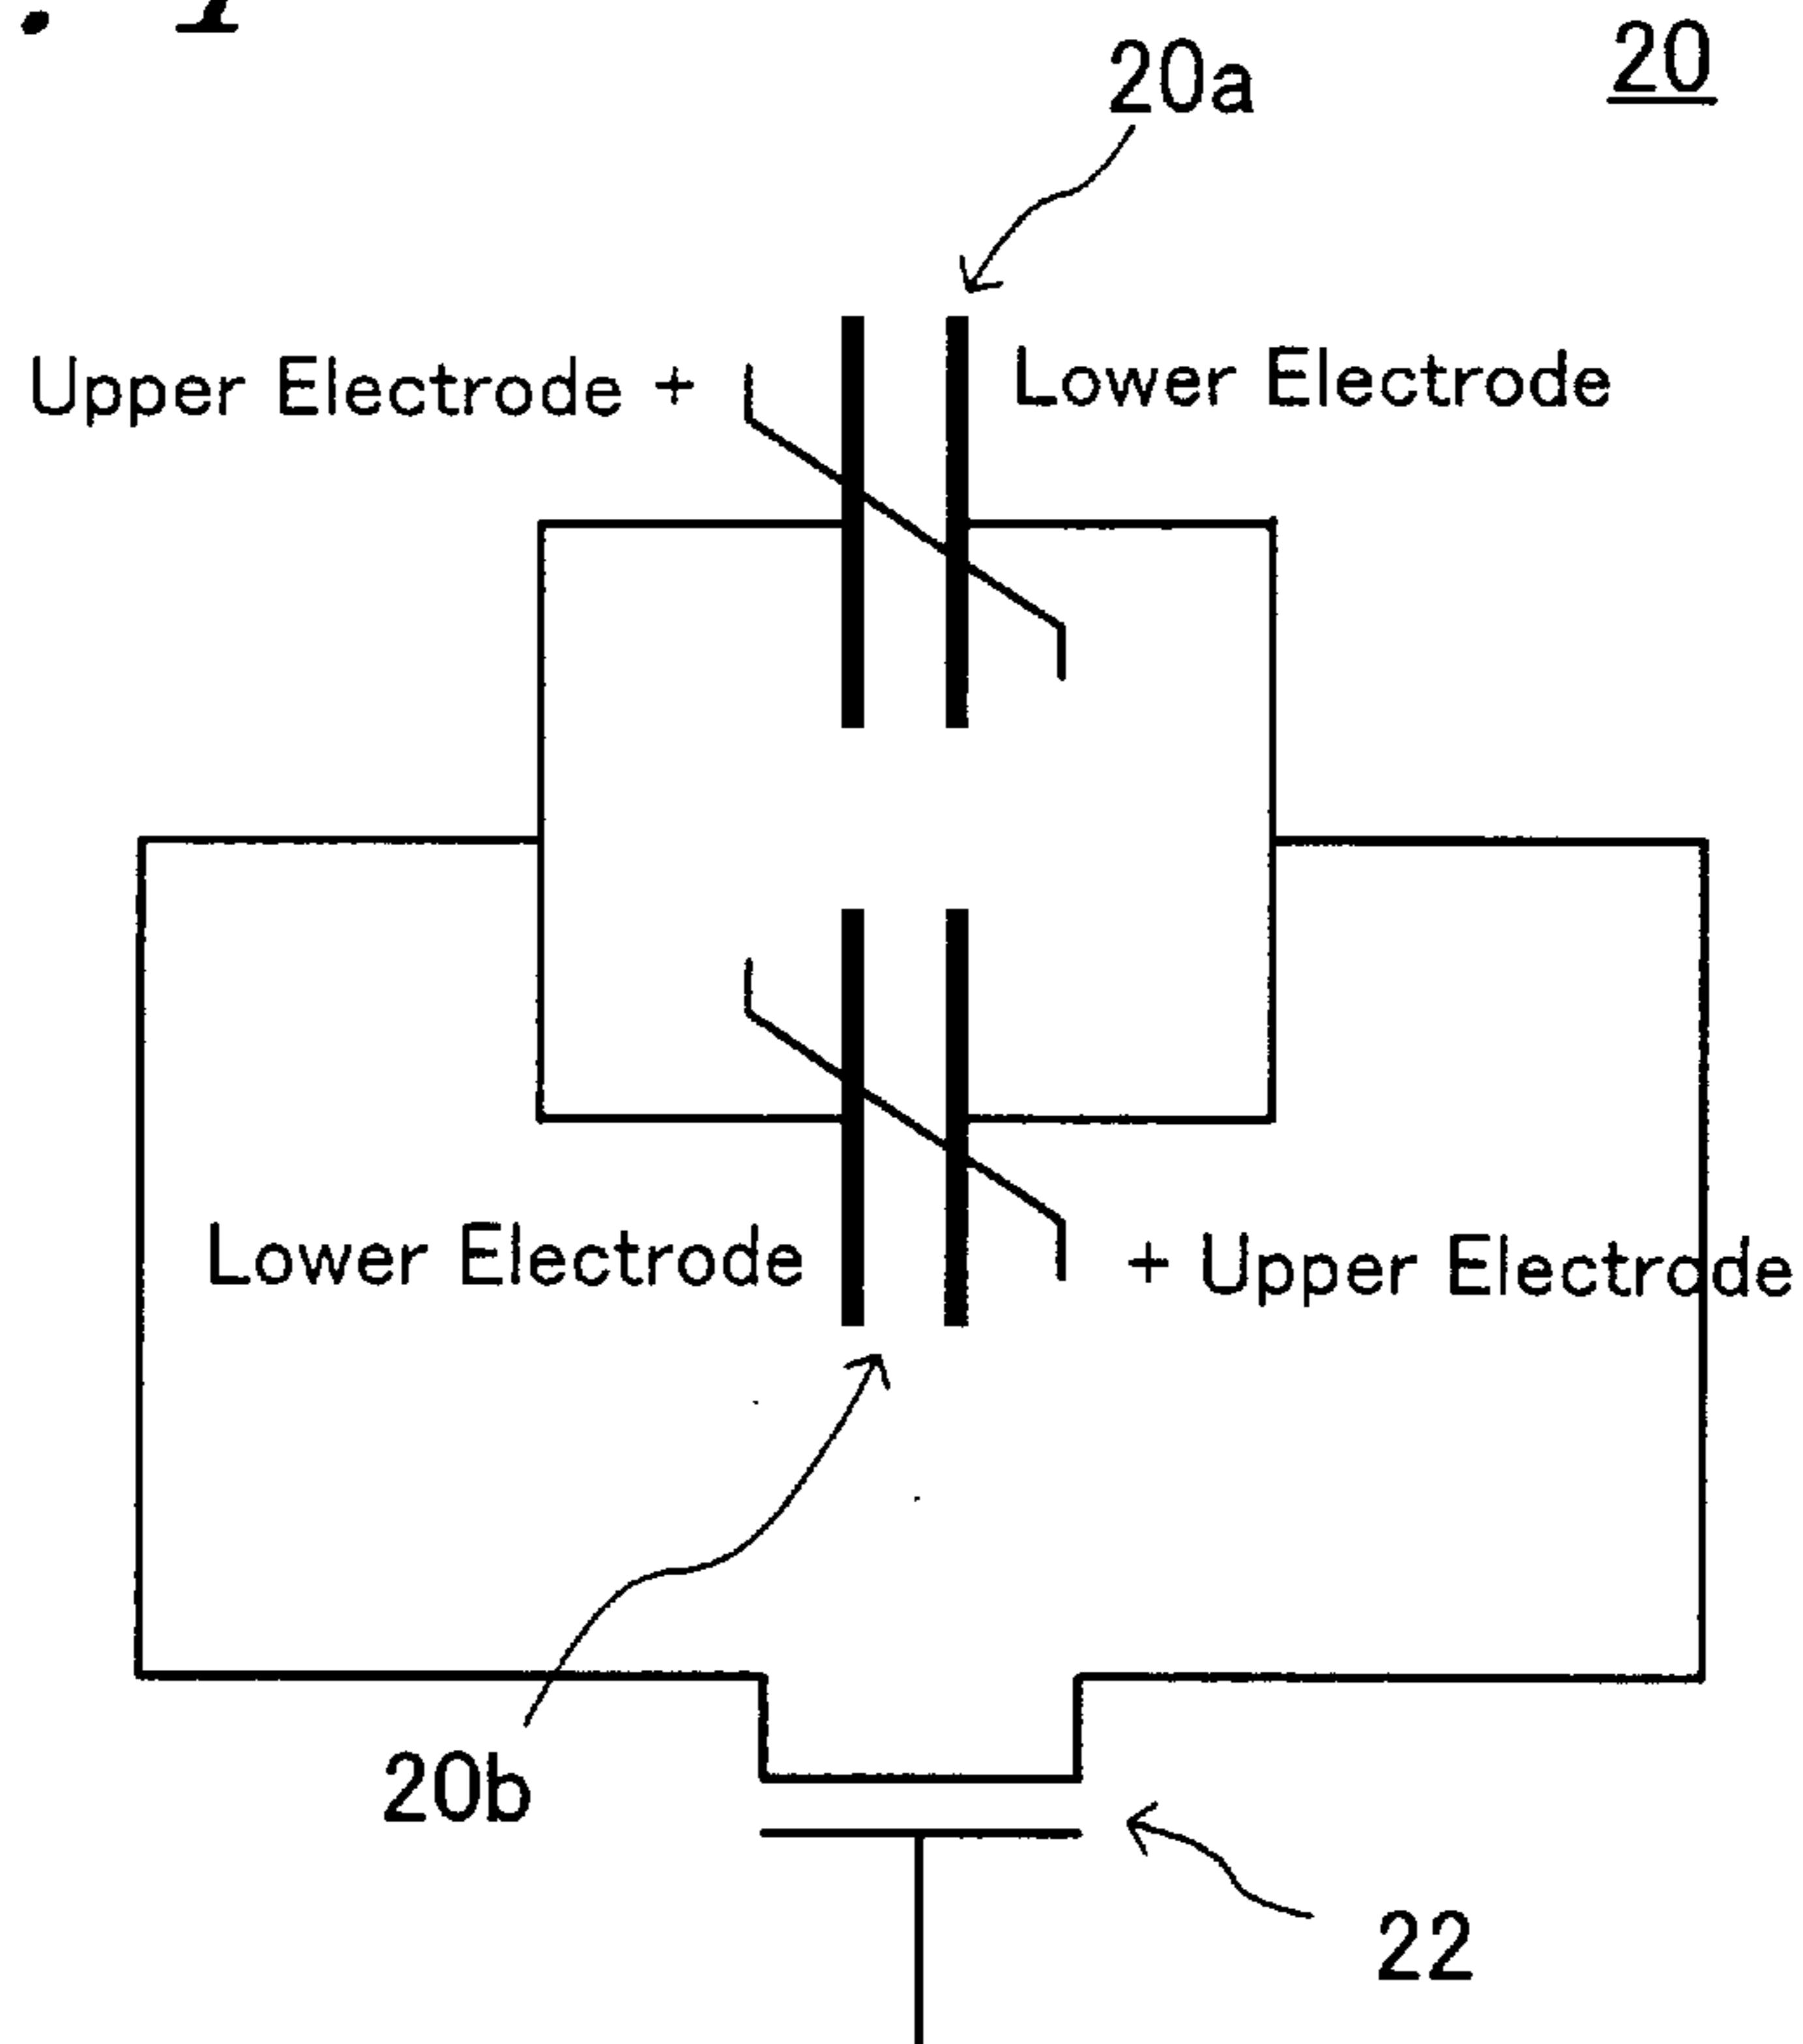 20
20a
Upper Electrode +
Lower Electrode
Lower Electrode
+ Upper Electrode
20b
22